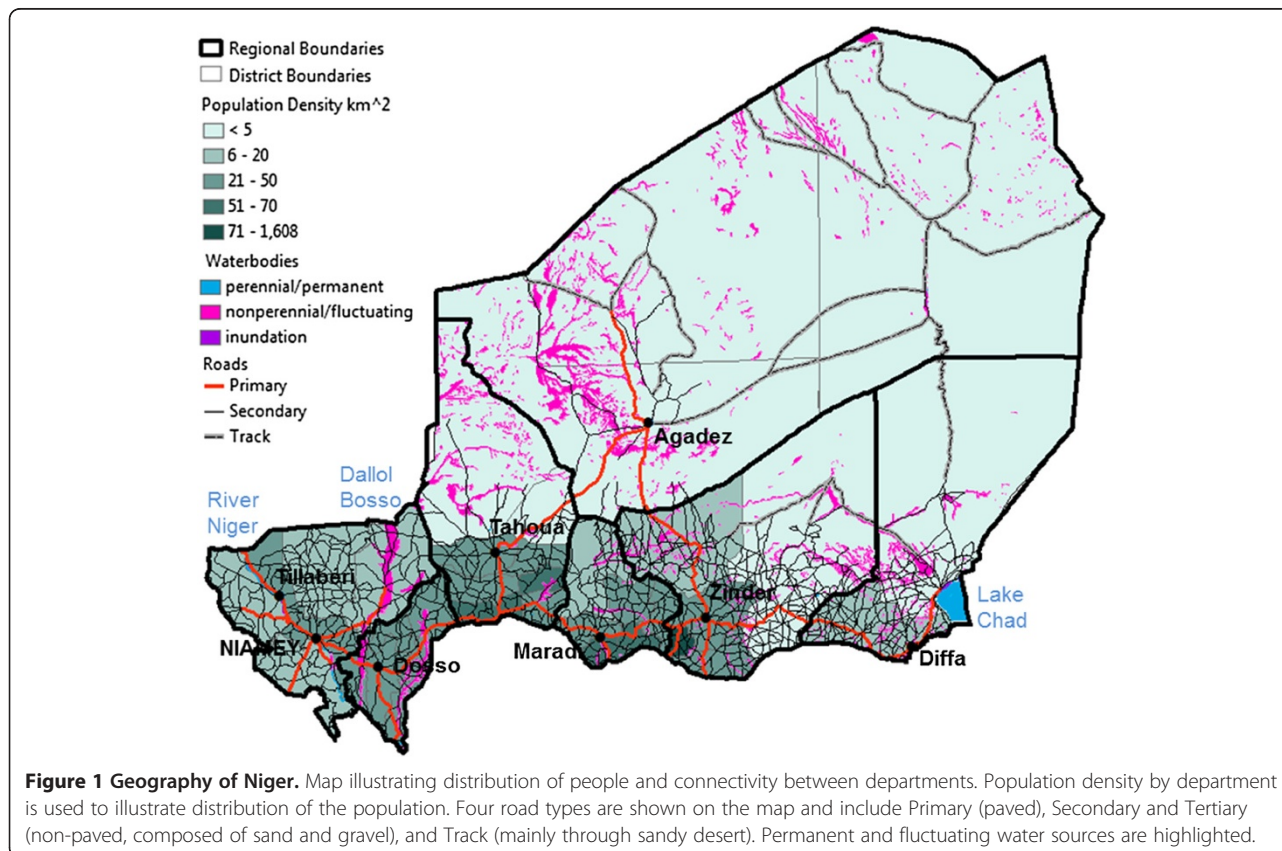 Regional Boundaries
District Boundaries
Population Density km^2
< 5
6 - 20
21 - 50
51 - 70
71 - 1,608
Waterbodies
perennial/permanent
nonperennial/fluctuating
inundation
Roads
Primary
Secondary
Track
Agadez
Dallol
Bosso
River
Niger
Tahoua
Tillaberi
Zinder
Lake
Chad
NIAMEY
Maradi
Dosso
Diffa
Figure 1 Geography of Niger. Map illustrating distribution of people and connectivity between departments. Population density by department
is used to illustrate distribution of the population. Four road types are shown on the map and include Primary (paved), Secondary and Tertiary
(non-paved, composed of sand and gravel), and Track (mainly through sandy desert). Permanent and fluctuating water sources are highlighted.